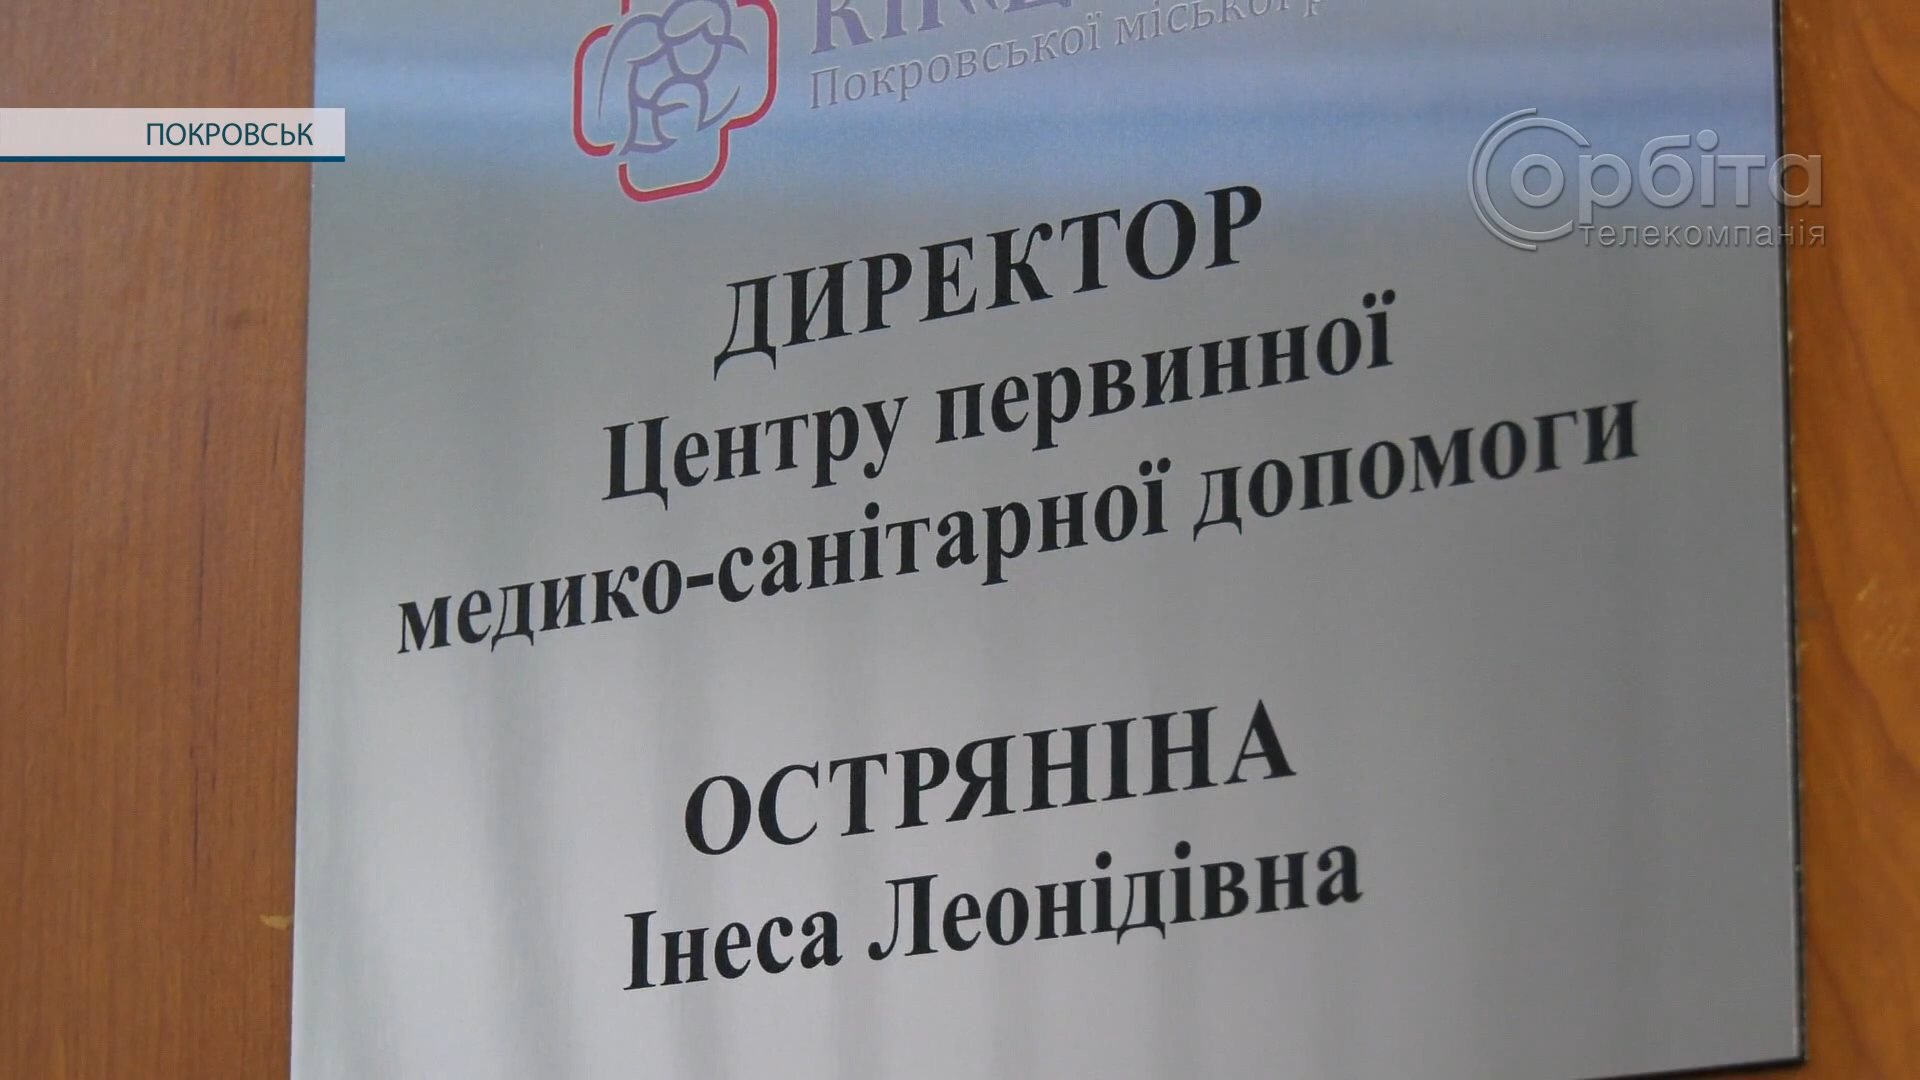 Покровської міської
ПОКРОВСЬК
орбіта
телекомпанія
ДИРЕКТОР
Центру первинної
медико-санітарної допомоги
ОСТРЯНІНА
Інеса Леонідівна